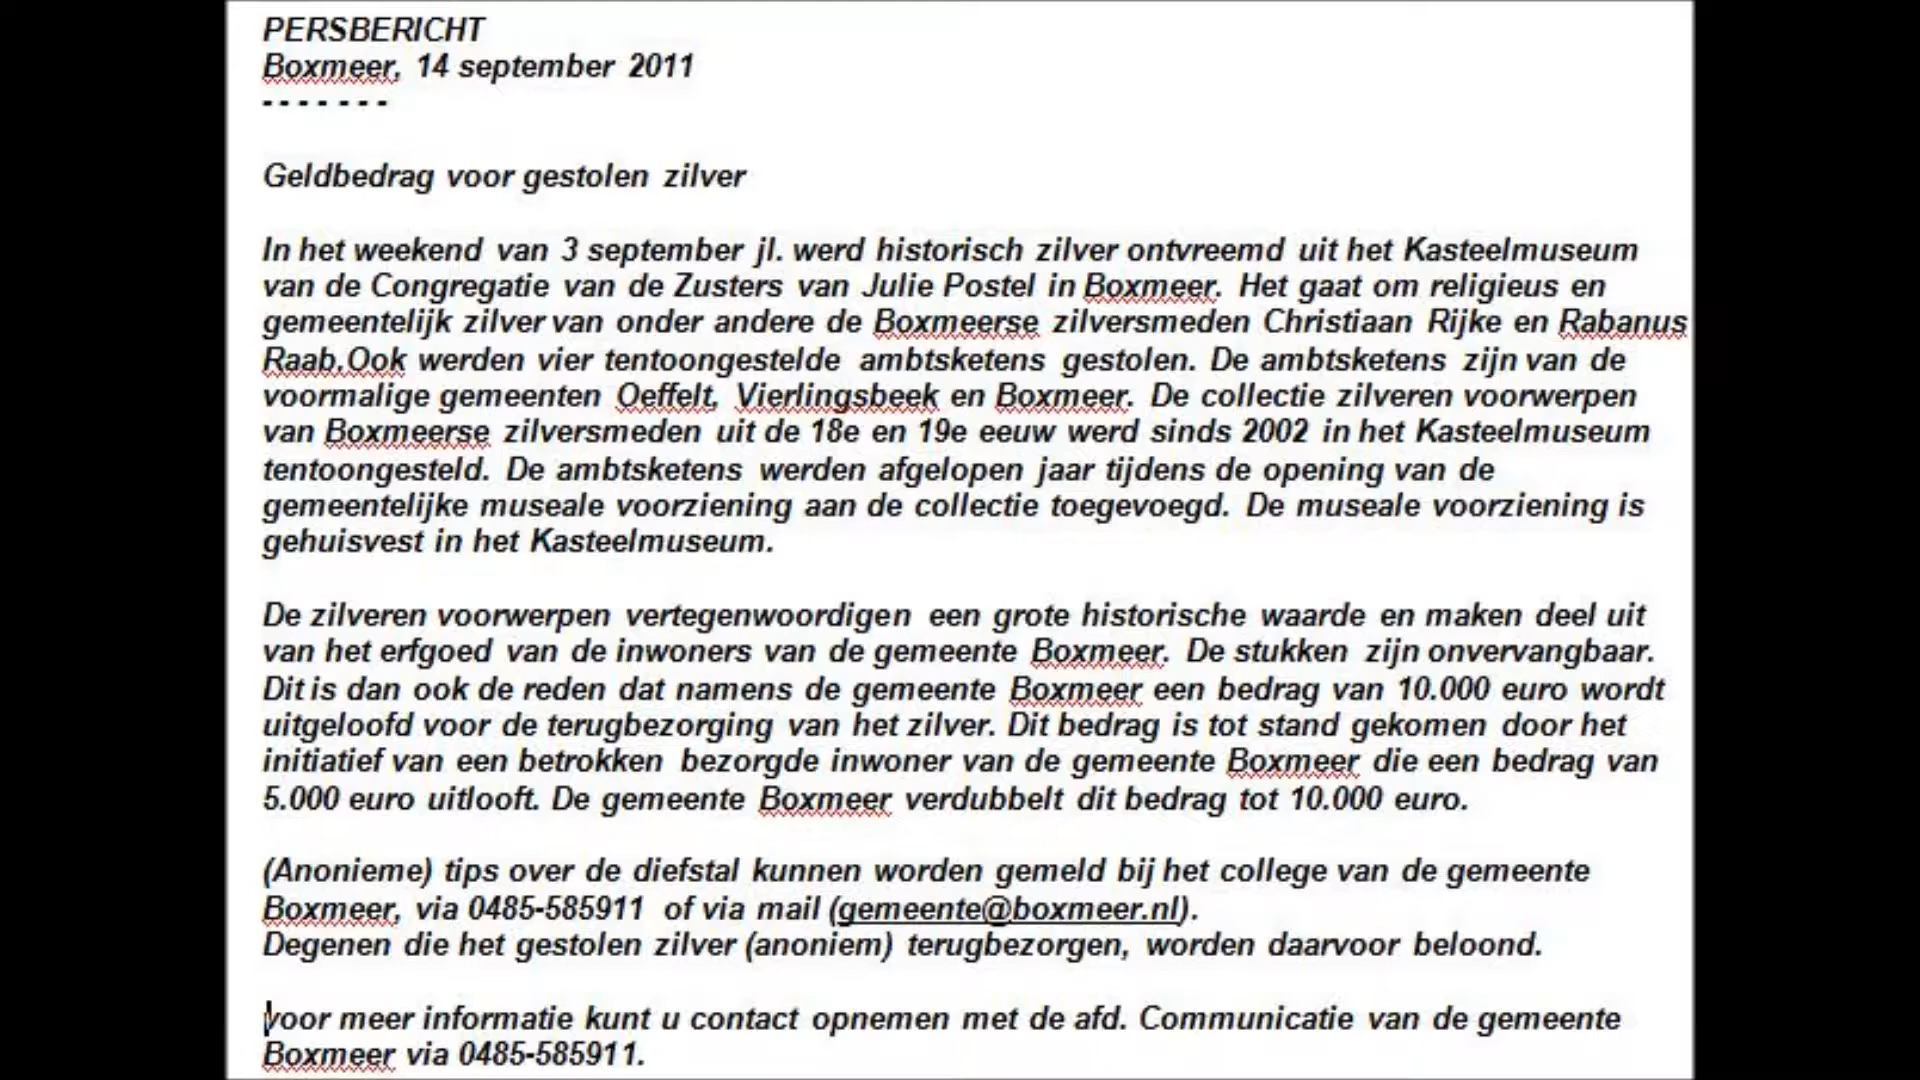 PERSBERICHT
Boxmeer, 14 september 2011
-------
Geldbedrag voor gestolen zilver
In het weekend van 3 september jl. werd historisch zilver ontvreemd uit het Kasteelmuseum
van de Congregatie van de Zusters van Julie Postel in Boxmeer. Het gaat om religieus en
gemeentelijk zilver van onder andere de Boxmeerse zilversmeden Christiaan Rijke en Rabanus
Raab.Ook werden vier tentoongestelde ambtsketens gestolen. De ambtsketens zijn van de
voormalige gemeenten Oeffelt, Vierlingsbeek en Boxmeer. De collectie zilveren voorwerpen
van Boxmeerse zilversmeden uit de 18e en 19e eeuw werd sinds 2002 in het Kasteelmuseum
tentoongesteld. De ambtsketens werden afgelopen jaar tijdens de opening van de
gemeentelijke museale voorziening aan de collectie toegevoegd. De museale voorziening is
gehuisvest in het Kasteelmuseum.
De zilveren voorwerpen vertegenwoordigen een grote historische waarde en maken deel uit
van het erfgoed van de inwoners van de gemeente Boxmeer. De stukken zijn onvervangbaar.
Dit is dan ook de reden dat namens de gemeente Boxmeer een bedrag van 10.000 euro wordt
uitgeloofd voor de terugbezorging van het zilver. Dit bedrag is tot stand gekomen door het
initiatief van een betrokken bezorgde inwoner van de gemeente Boxmeer die een bedrag van
5.000 euro uitlooft. De gemeente Boxmeer verdubbelt dit bedrag tot 10.000 euro.
(Anonieme) tips over de diefstal kunnen worden gemeld bij het college van de gemeente
Boxmeer, via 0485-585911 of via mail (gemeente@boxmeer.nl).
Degenen die het gestolen zilver (anoniem) terugbezorgen, worden daarvoor beloond.
voor meer informatie kunt u contact opnemen met de afd. Communicatie van de gemeente
Boxmeer via 0485-585911.